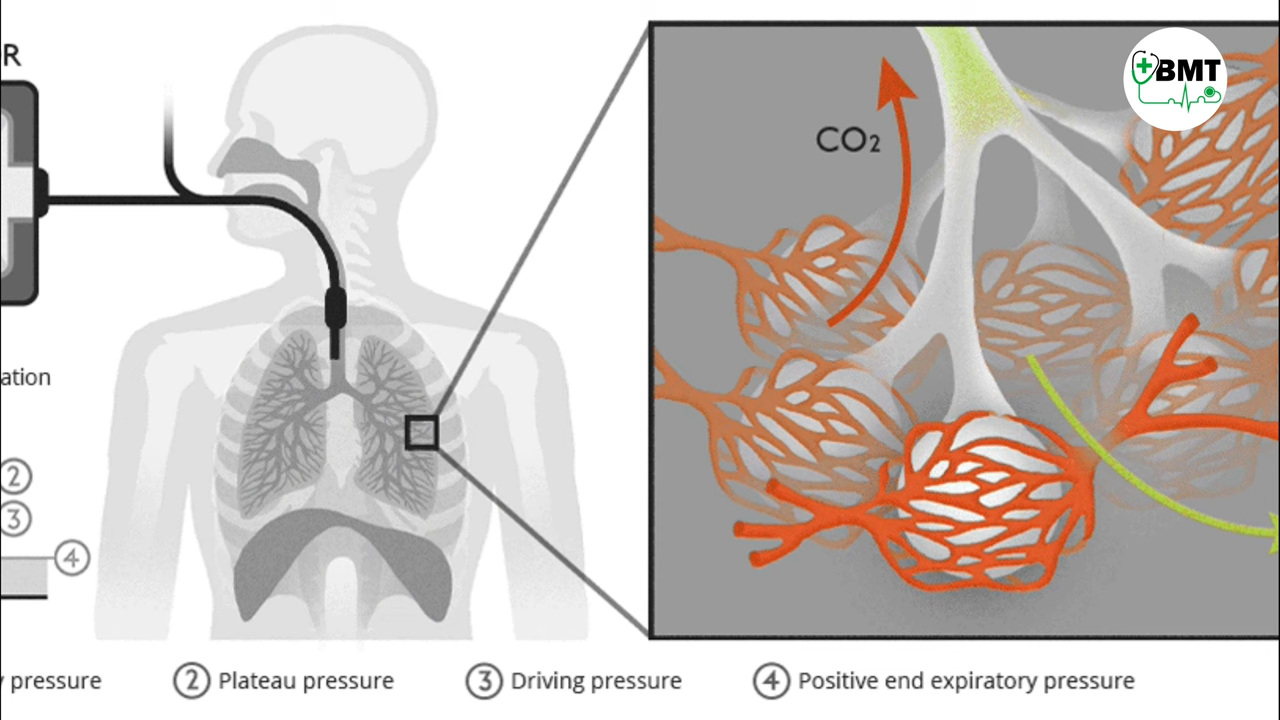 R
BMT
CO₂
ation
2
3
4
y pressure
2 Plateau pressure
3 Driving pressure
4 Positive end expiratory pressure